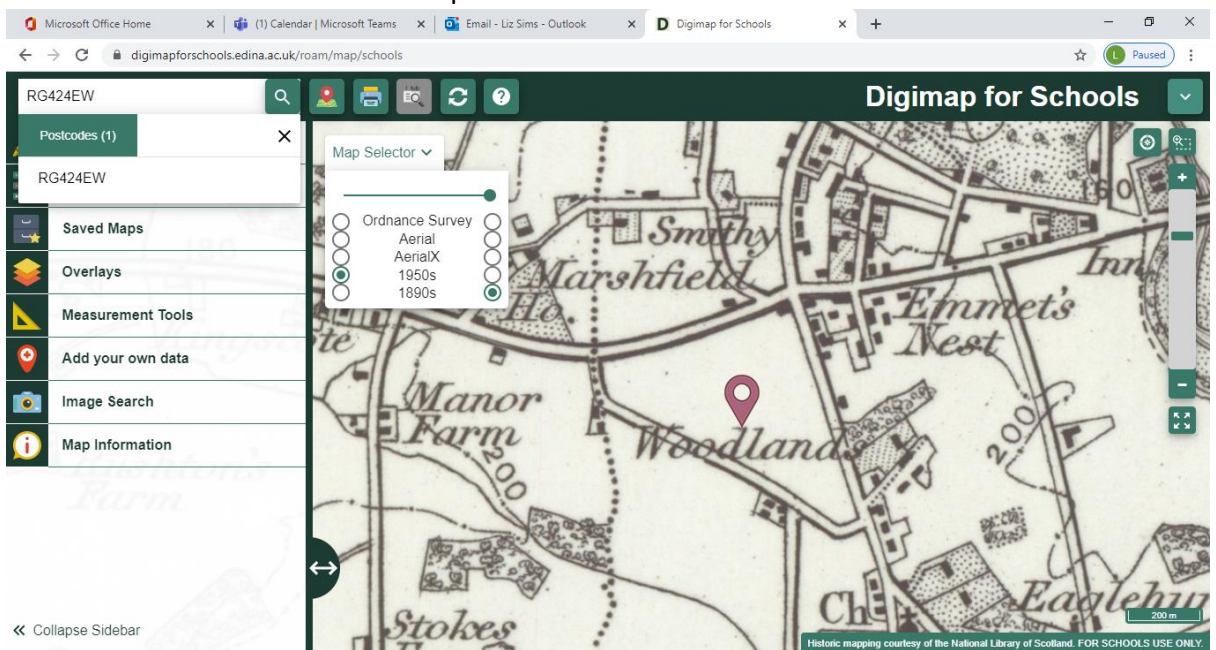 Microsoft Office Home
(1) Calendar | Microsoft Teams
Email - Liz Sims - Outlook
Digimap for Schools
digimapforschools.edina.ac.uk/roam/map/schools
L Paused
RG424EW
Digimap for Schools
Postcodes (1)
RG424EW
Saved Maps
Overlays
Measurement Tools
Add your own data
Image Search
Map Information
Collapse Sidebar
Map Selector
Ordnance Survey
Aerial
AerialX
1950s
1890s
Smithy
Marshfield
Ho.
Inn
Emmet's
Nest
Manor
Farm
200
Woodlands
200
Farm
Stokes
Ch
200 m
Historic mapping courtesy of the National Library of Scotland. FOR SCHOOLS USE ONLY.